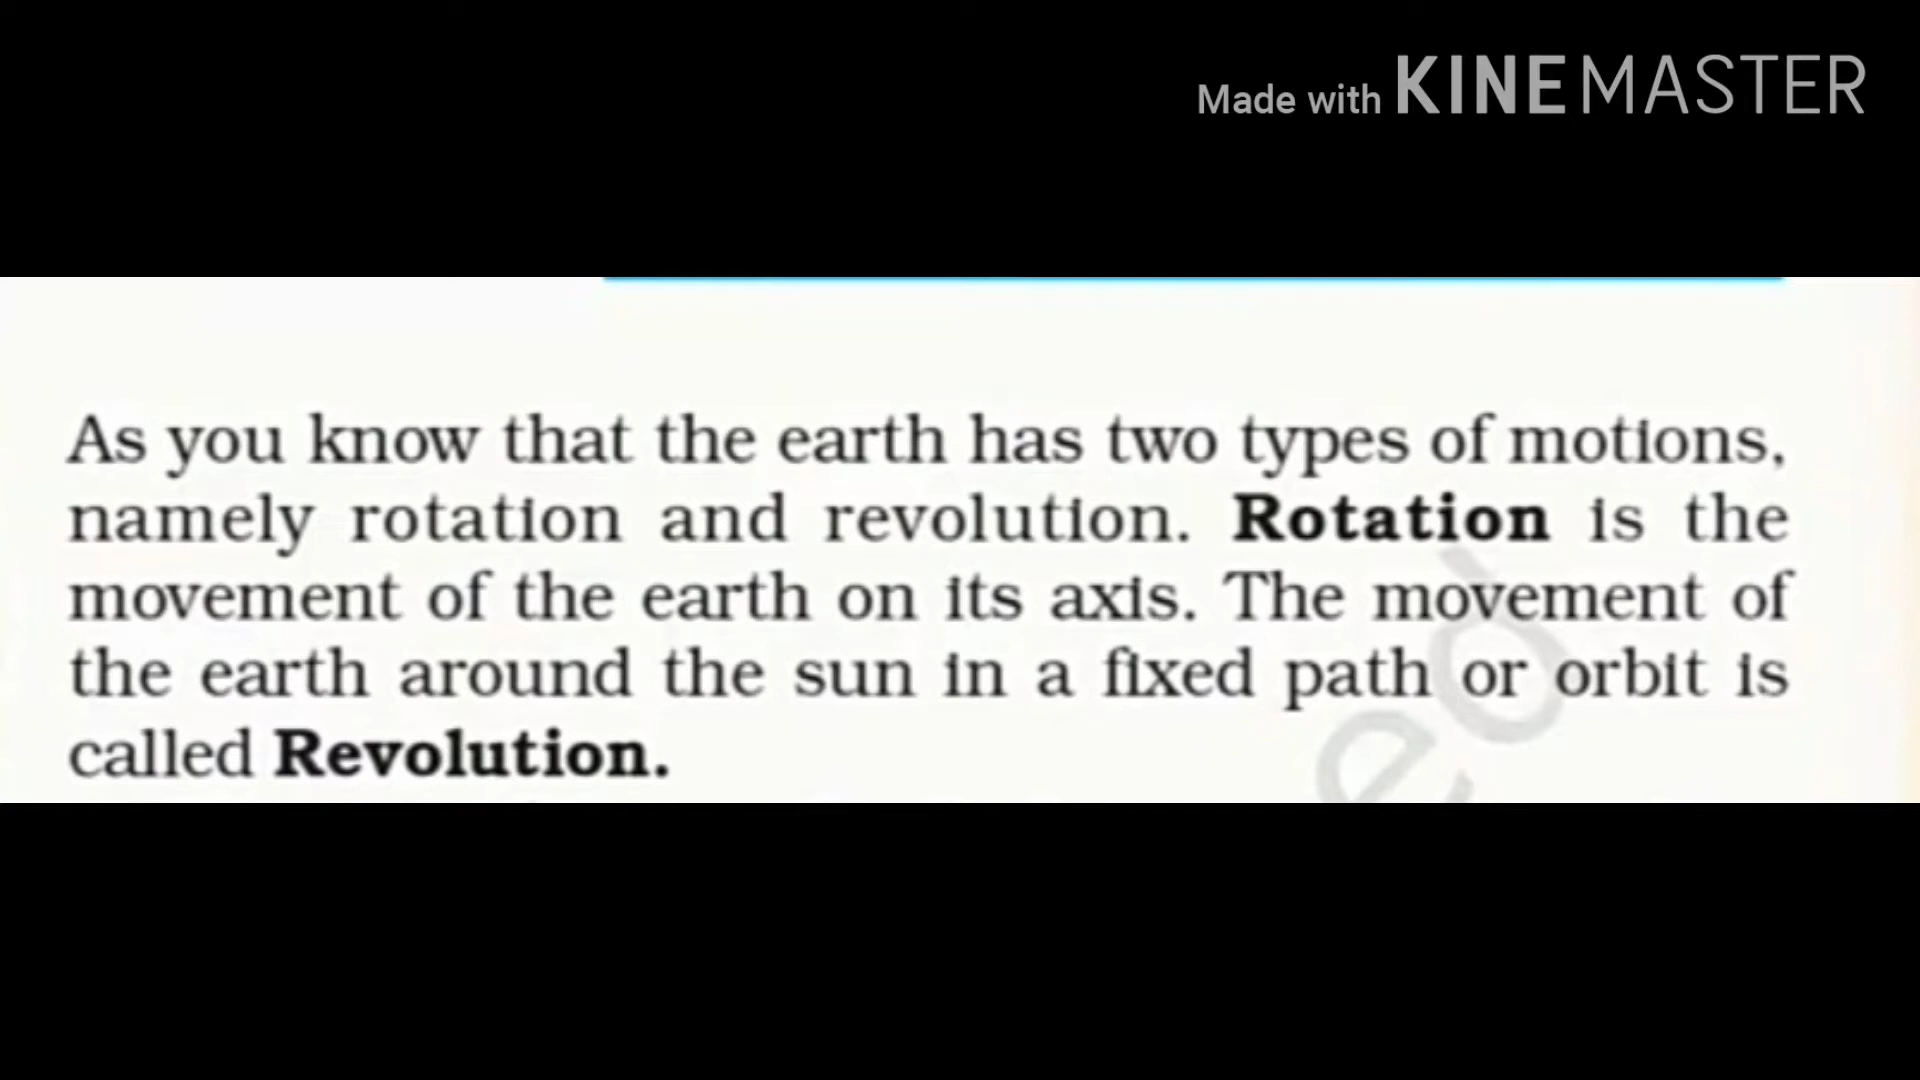 Made with KINEMASTER
As you know that the earth has two types of motions,
namely rotation and revolution. Rotation is the
movement of the earth on its axis. The movement of
the earth around the sun in a fixed path or orbit is
called Revolution.
ed